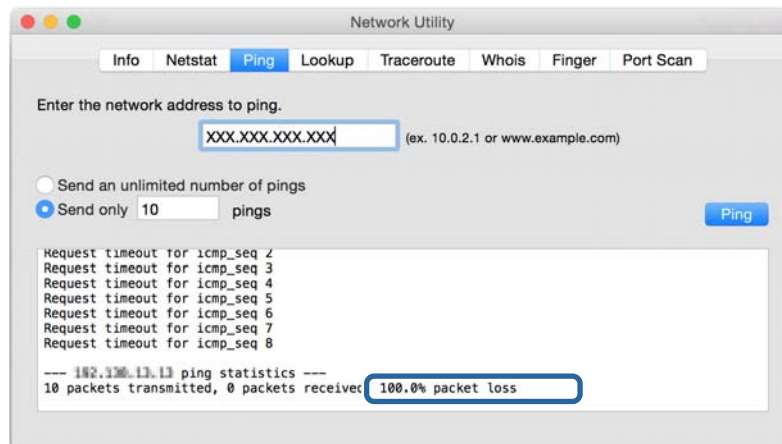 Network Utility
Info Netstat Ping Lookup Traceroute Whois Finger Port Scan
Enter the network address to ping.
XXX.XXX.XXX.XXX (ex. 10.0.2.1 or www.example.com)
Send an unlimited number of pings
Send only 10 pings
Ping
Request timeout for icmp_seq 2
Request timeout for icmp_seq 3
Request timeout for icmp_seq 4
Request timeout for icmp_seq 5
Request timeout for icmp_seq 6
Request timeout for icmp_seq 7
Request timeout for icmp_seq 8
--- ping statistics ---
10 packets transmitted, 0 packets received 100.0% packet loss